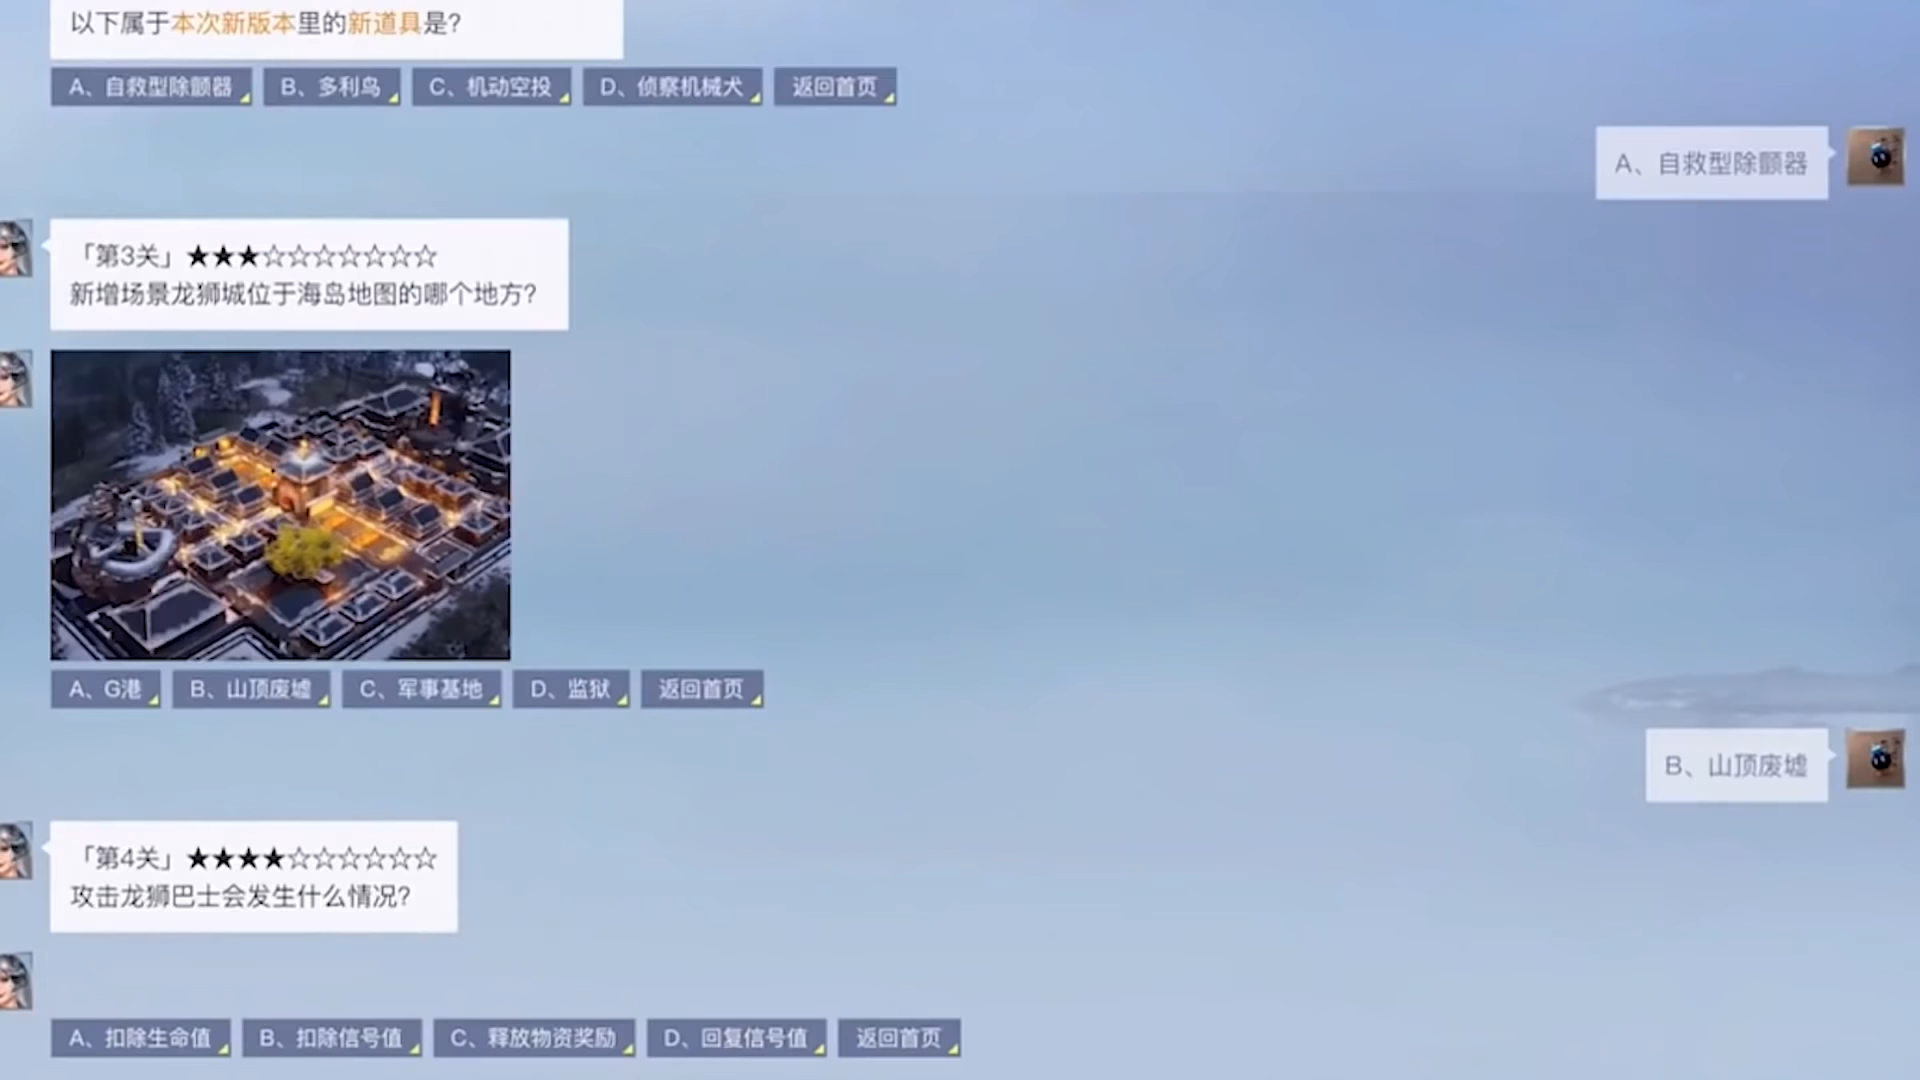 以下属于本次新版本里的新道具是?
A、自救型除颤器 B、多利鸟 C、机动空投 D、侦察机械犬 返回首页
A、自救型除颤器
「第3关」★★★☆☆☆☆☆☆☆
新增场景龙狮城位于海岛地图的哪个地方?
A、G港 B、山顶废墟 C、军事基地 D、监狱 返回首页
B、山顶废墟
「第4关」★★★★☆☆☆☆☆☆
攻击龙狮巴士会发生什么情况?
A、扣除生命值 B、扣除信号值 C、释放物资奖励 D、回复信号值 返回首页